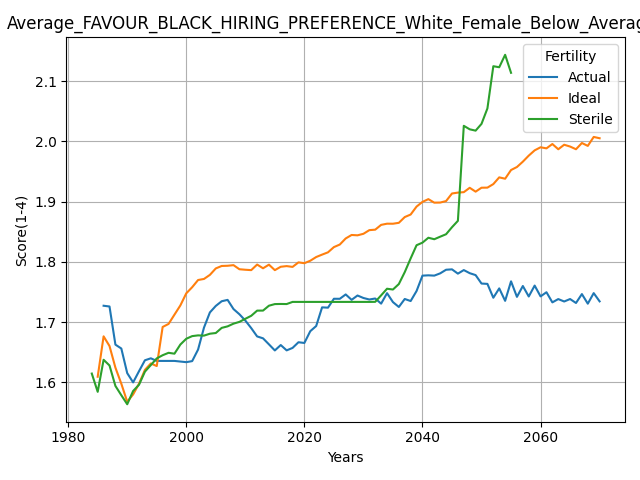 Average_FAVOUR_BLACK_HIRING_PREFERENCE_White_Female_Below_Averag
Fertility
Actual
Ideal
Sterile
Score(1-4)
2.1
2.0
1.9
1.8
1.7
1.6
1980 2000 2020 2040 2060
Years